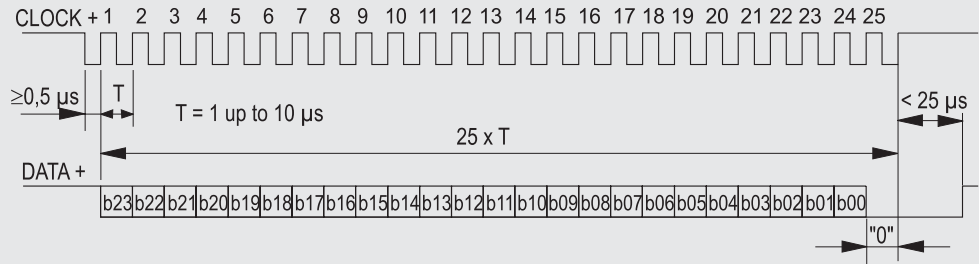 CLOCK + 1 2 3 4 5 6 7 8 9 10 11 12 13 14 15 16 17 18 19 20 21 22 23 24 25
≥0,5 µs T < 25 µs
T = 1 up to 10 µs
25 x T
DATA +
b23 b22 b21 b20 b19 b18 b17 b16 b15 b14 b13 b12 b11 b10 b09 b08 b07 b06 b05 b04 b03 b02 b01 b00
"0"